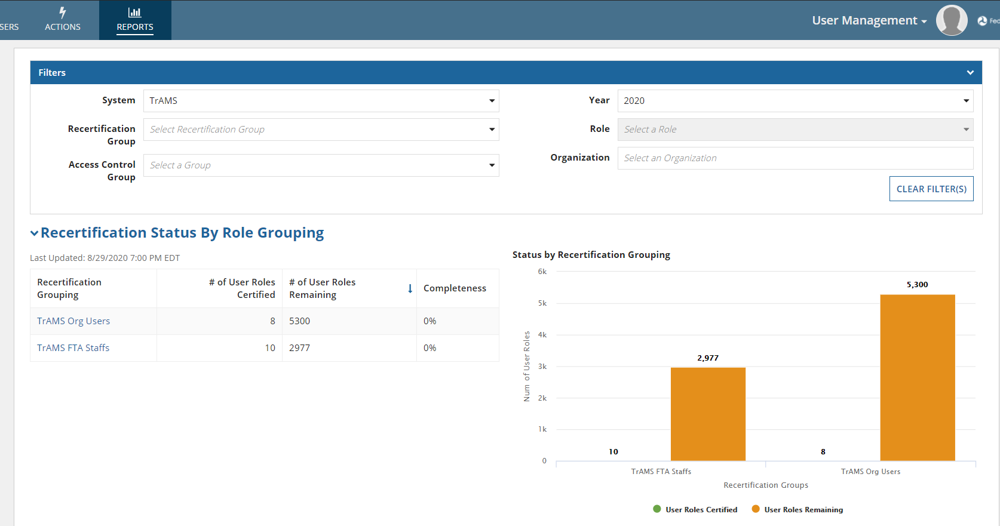 SERS
ACTIONS
REPORTS
User Management
Fed
Filters
System
TrAMS
Year
2020
Recertification
Group
Select Recertification Group
Role
Select a Role
Access Control
Group
Select a Group
Organization
Select an Organization
CLEAR FILTER(S)
Recertification Status By Role Grouping
Last Updated: 8/29/2020 7:00 PM EDT
Recertification
Grouping
# of User Roles
Certified
# of User Roles
Remaining
Completeness
TrAMS Org Users 8 5300 0%
TrAMS FTA Staffs 10 2977 0%
Status by Recertification Grouping
6k
5k
4k
3k
2k
1k
0
Num of User Roles
5,300
2,977
10
8
TrAMS FTA Staffs
TrAMS Org Users
Recertification Groups
User Roles Certified
User Roles Remaining